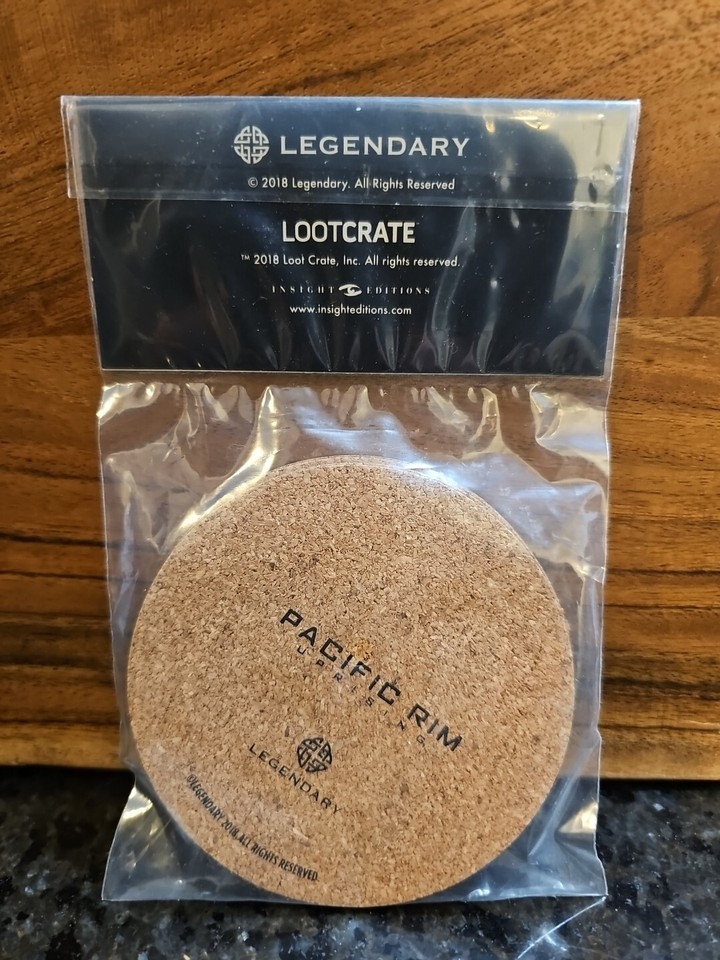 LEGENDARY
© 2018 Legendary. All Rights Reserved
LOOTCRATE
™ 2018 Loot Crate, Inc. All rights reserved.
INSIGHT EDITIONS
www.insighteditions.com
PACIFIC RIM
UPRISING
LEGENDARY
©LEGENDARY 2018 ALL RIGHTS RESERVED.